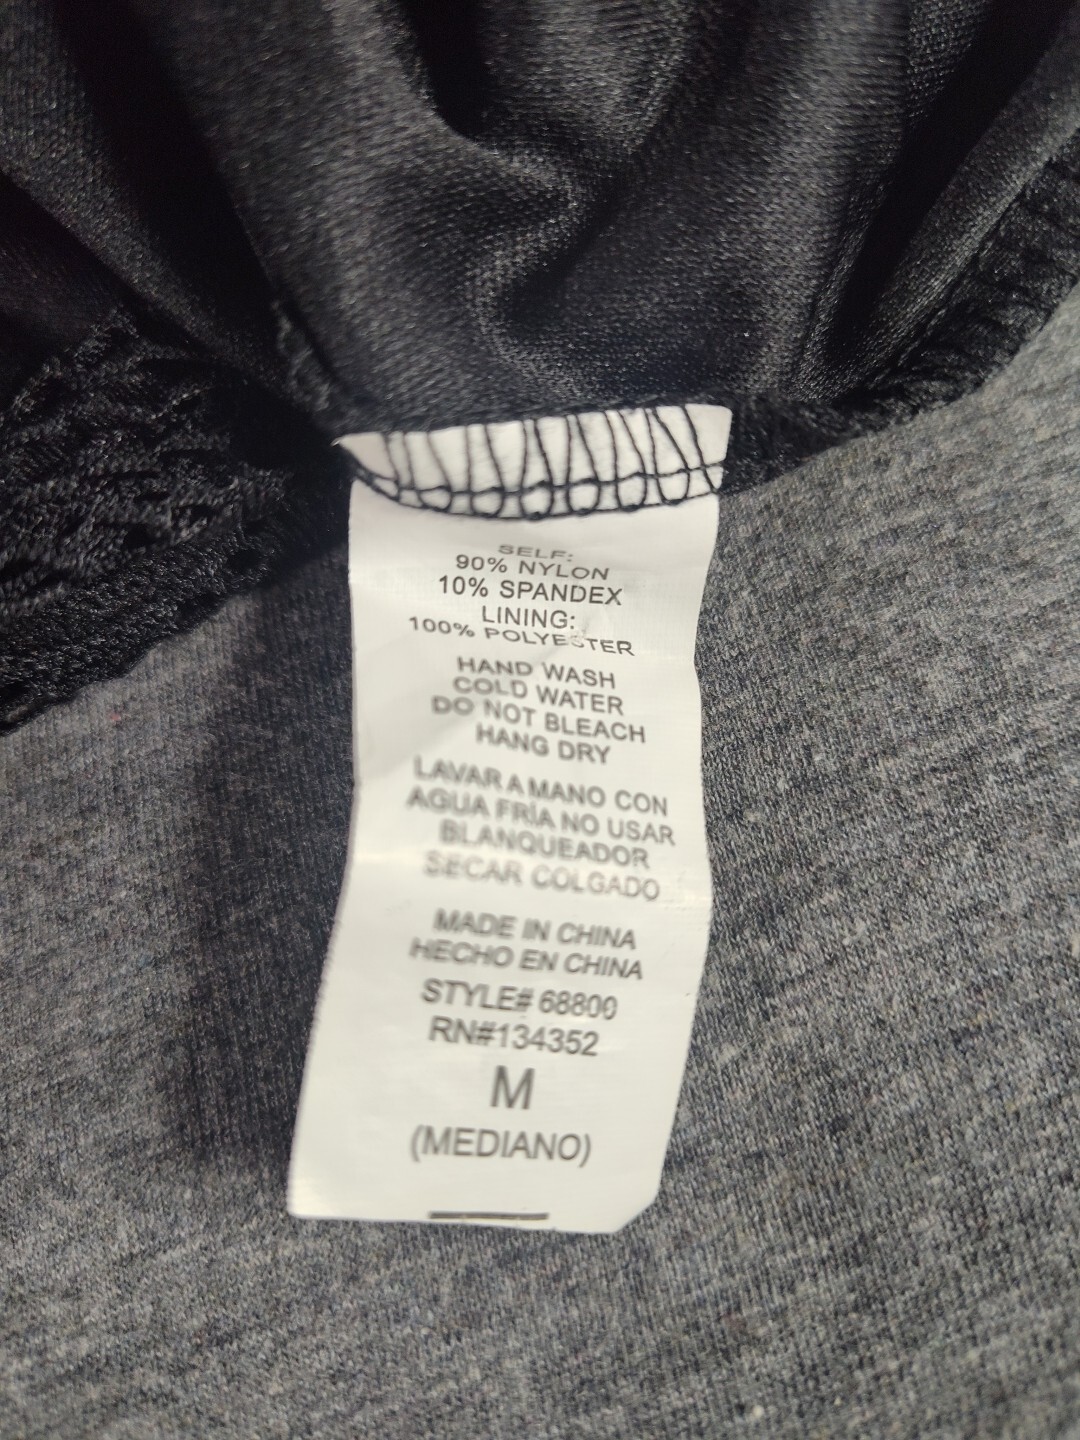 SELF:
90% NYLON
10% SPANDEX
LINING:
100% POLYESTER
HAND WASH
COLD WATER
DO NOT BLEACH
HANG DRY
LAVAR A MANO CON
AGUA FRÍA NO USAR
BLANQUEADOR
SECAR COLGADO
MADE IN CHINA
HECHO EN CHINA
STYLE# 68800
RN#134352
M
(MEDIANO)